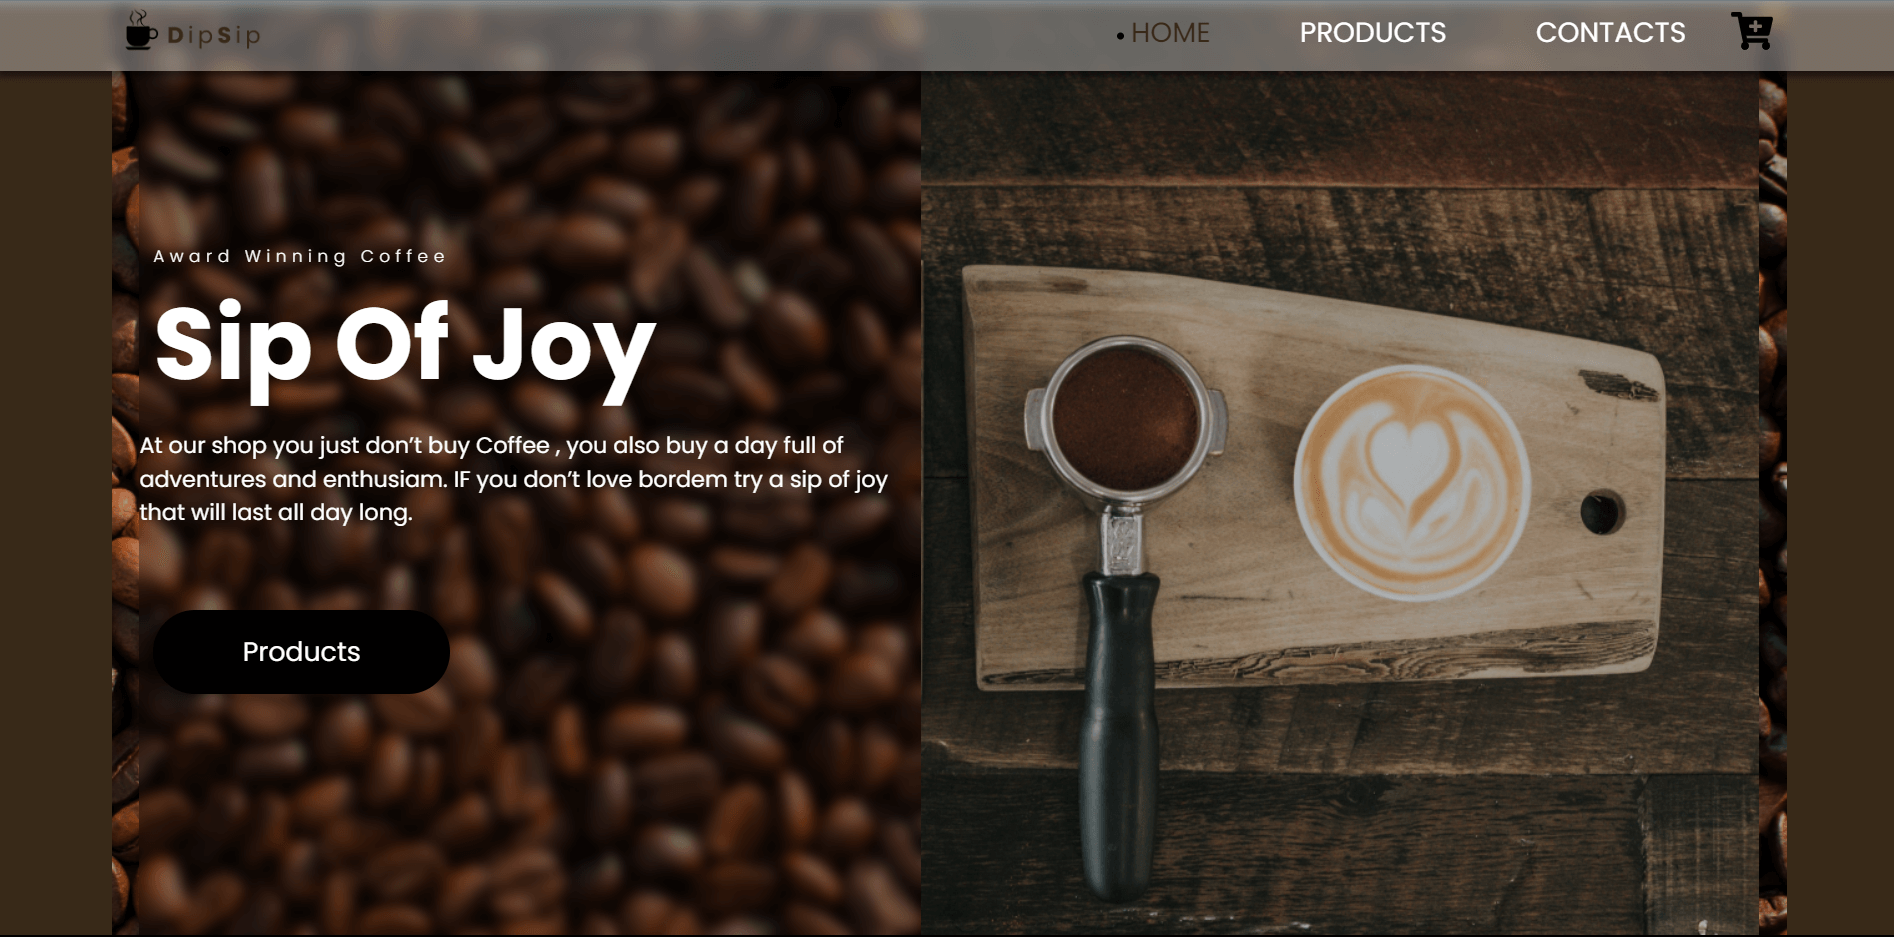 DipSip
• HOME PRODUCTS CONTACTS
Award Winning Coffee
Sip Of Joy
At our shop you just don’t buy Coffee , you also buy a day full of
adventures and enthusiam. IF you don’t love bordem try a sip of joy
that will last all day long.
Products